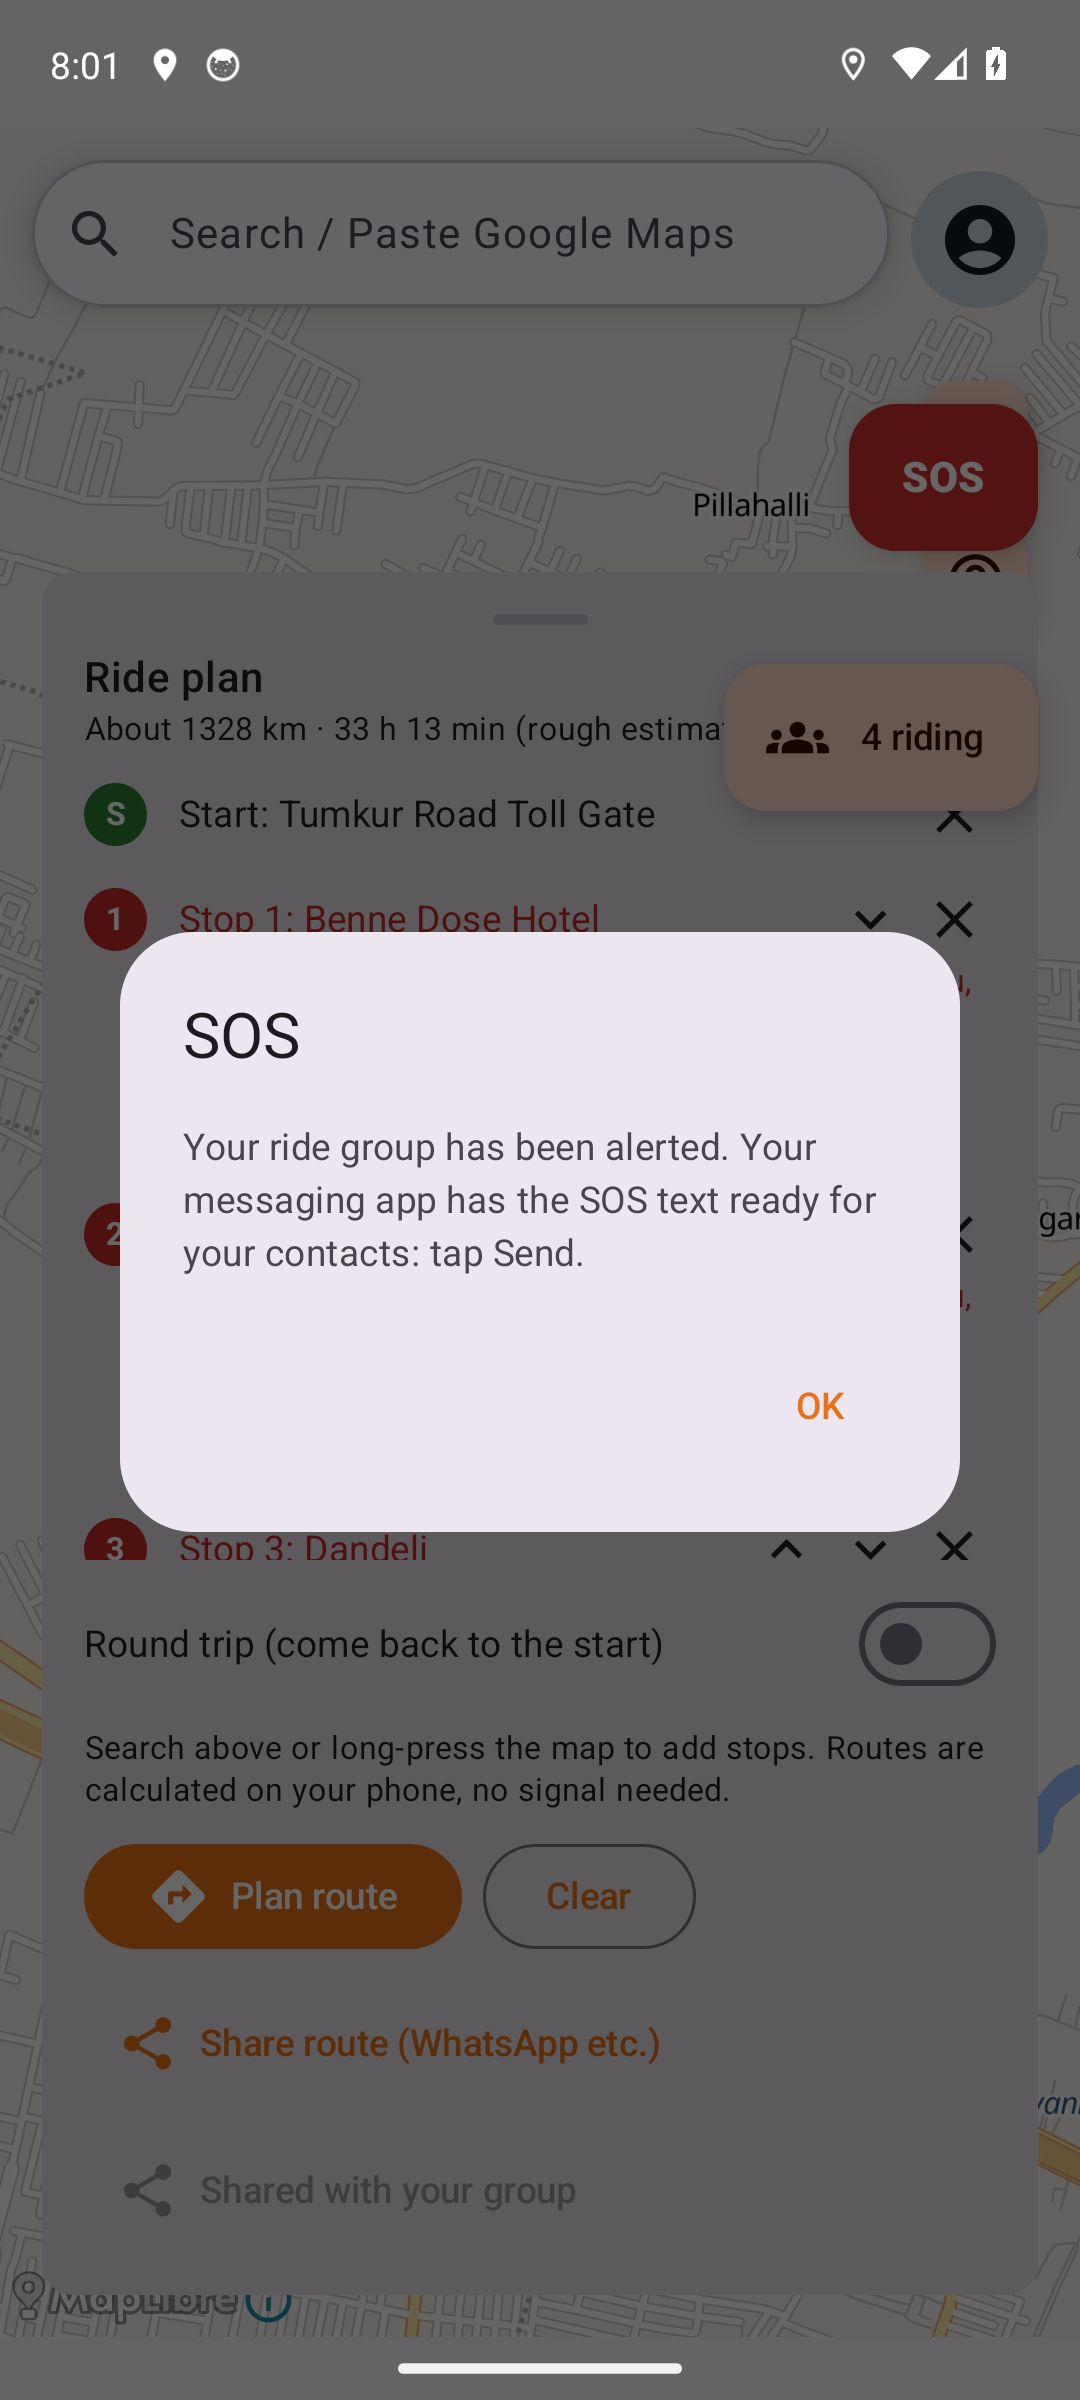 8:01
Search / Paste Google Maps
SOS
Pillahalli
Ride plan
About 1328 km · 33 h 13 min (rough
4 riding
S
Start: Tumkur Road Toll Gate
1
Stop 1: Benne Dose Hotel
SOS
Your ride group has been alerted. Your
messaging app has the SOS text ready for
your contacts: tap Send.
2
OK
3
Stop 3: Dandeli
Round trip (come back to the start)
Search above or long-press the map to add stops. Routes are
calculated on your phone, no signal needed.
Plan route
Clear
Share route (WhatsApp etc.)
Shared with your group
MapLibre